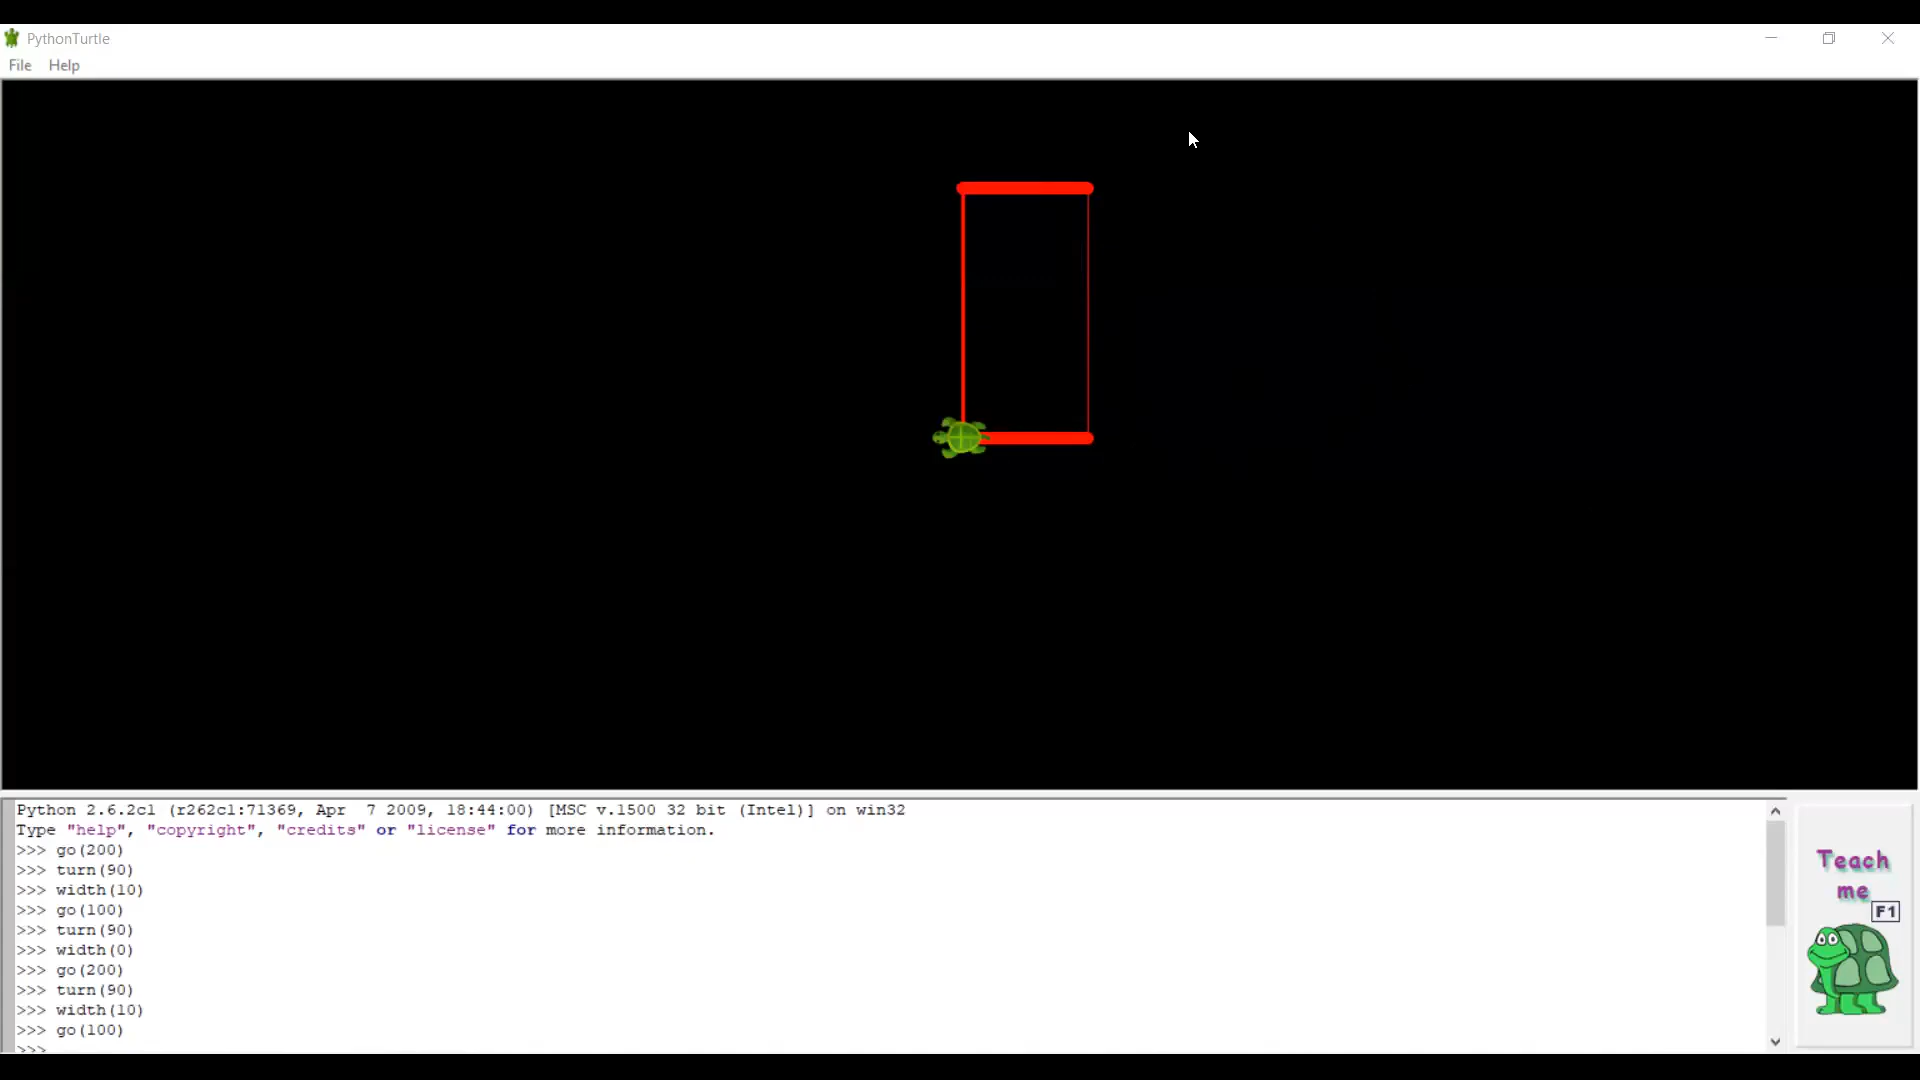 PythonTurtle
File Help
Python 2.6.2c1 (r262c1:71369, Apr  7 2009, 18:44:00) [MSC v.1500 32 bit (Intel)] on win32
Type "help", "copyright", "credits" or "license" for more information.
>>> go(200)
>>> turn(90)
>>> width(10)
>>> go(100)
>>> turn(90)
>>> width(0)
>>> go(200)
>>> turn(90)
>>> width(10)
>>> go(100)
>>>
Teach
me
F1